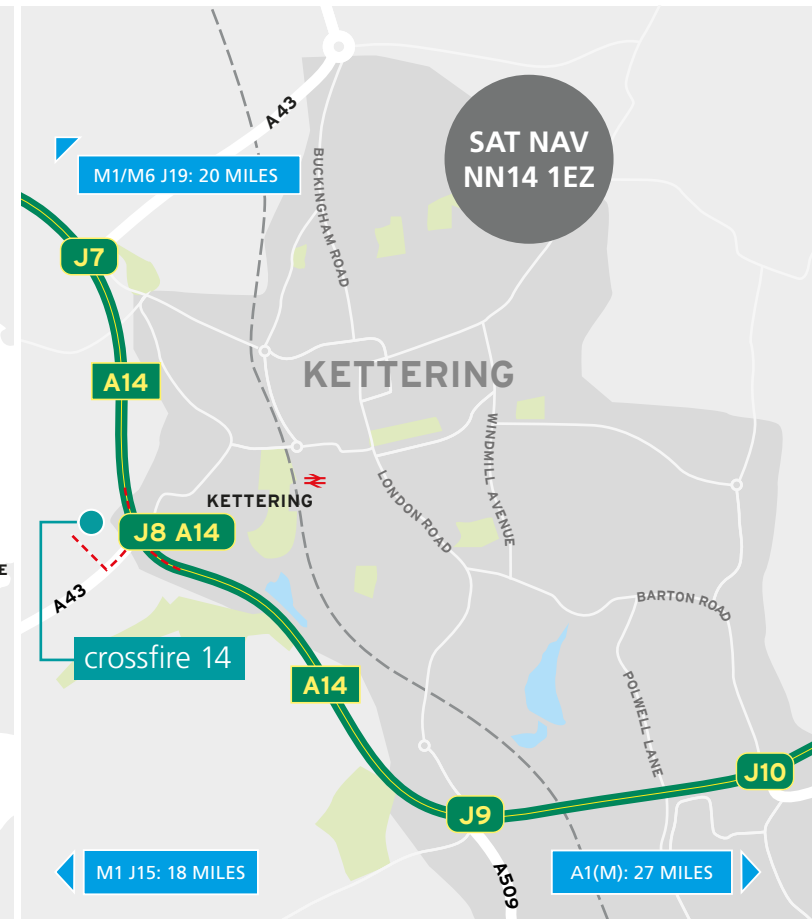 A43
SAT NAV
NN14 1EZ
M1/M6 J19: 20 MILES
BUCKINGHAM ROAD
J7
KETTERING
A14
WINDMILL AVENUE
LONDON ROAD
KETTERING
J8 A14
E
A43
BARTON ROAD
crossfire 14
A14
POLWELL LANE
J10
J9
M1 J15: 18 MILES
A1(M): 27 MILES
A509